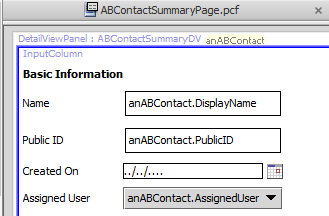 ABContactSummaryPage.pcf
DetailViewPanel : ABContactSummaryDV anABContact
InputColumn
Basic Information
Name anABContact.DisplayName
Public ID anABContact.PublicID
Created On ../../....
Assigned User anABContact.AssignedUser